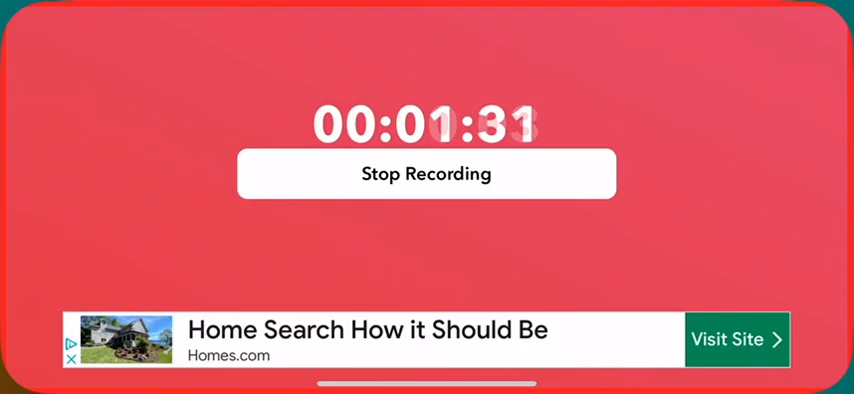 00:01:31
Stop Recording
Home Search How it Should Be
Homes.com
Visit Site